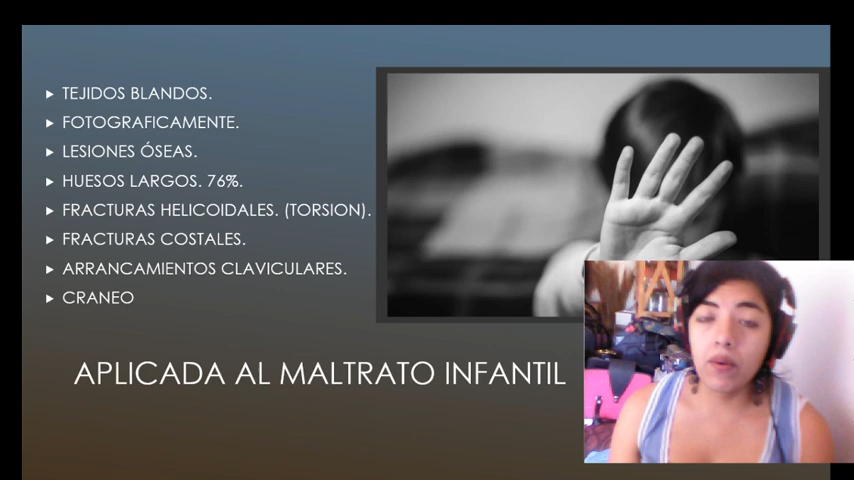 TEJIDOS BLANDOS.
FOTOGRAFICAMENTE.
LESIONES ÓSEAS.
HUESOS LARGOS. 76%.
FRACTURAS HELICOIDALES. (TORSION).
FRACTURAS COSTALES.
ARRANCAMIENTOS CLAVICULARES.
CRANEO
APLICADA AL MALTRATO INFANTIL